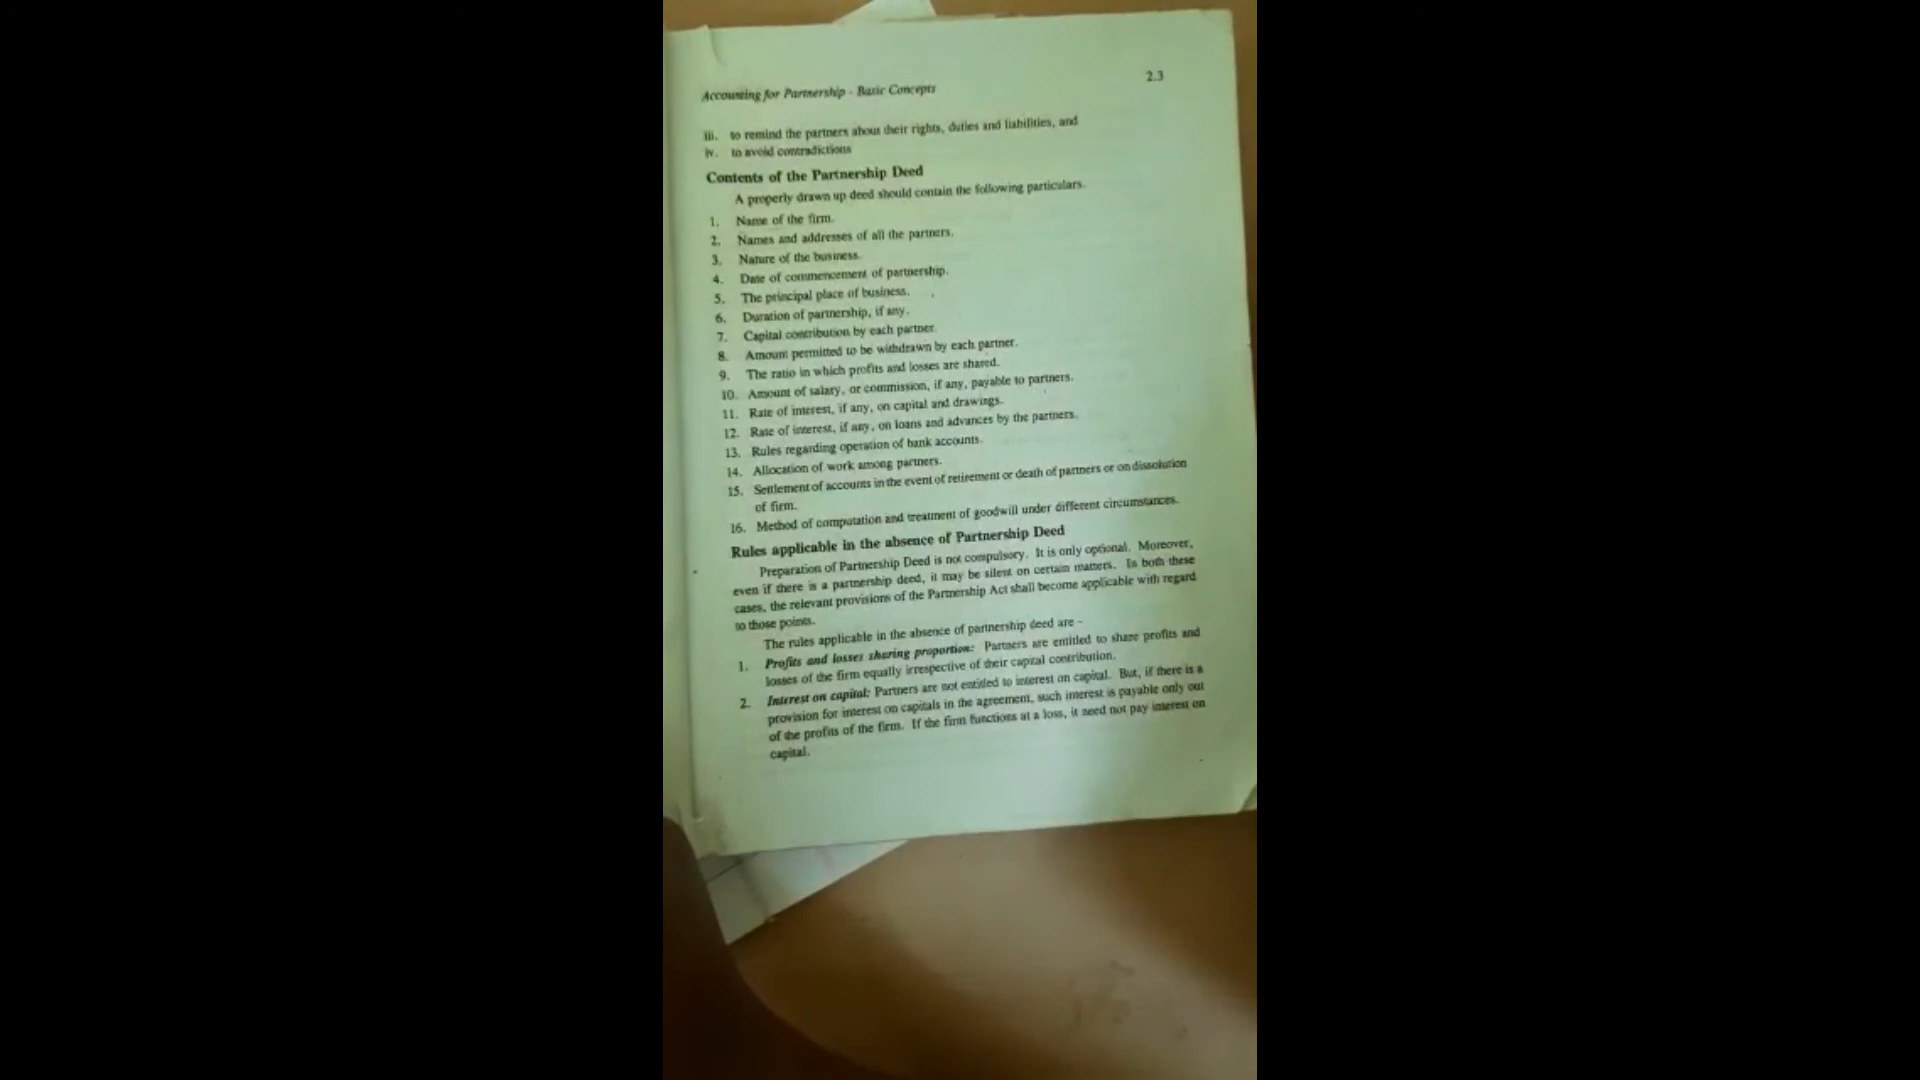 2.3
Accounting for Partnership - Basic Concepts
iii. to remind the partners about their rights, duties and liabilities, and
iv. to avoid contradictions
Contents of the Partnership Deed
A properly drawn up deed should contain the following particulars.
1. Name of the firm.
2. Names and addresses of all the partners.
3. Nature of the business.
4. Date of commencement of partnership.
5. The principal place of business.
6. Duration of partnership, if any.
7. Capital contribution by each partner.
8. Amount permitted to be withdrawn by each partner.
9. The ratio in which profits and losses are shared.
10. Amount of salary, or commission, if any, payable to partners.
11. Rate of interest, if any, on capital and drawings.
12. Rate of interest, if any, on loans and advances by the partners.
13. Rules regarding operation of bank accounts.
14. Allocation of work among partners.
15. Settlement of accounts in the event of retirement or death of partners or on dissolution
of firm.
16. Method of computation and treatment of goodwill under different circumstances.
Rules applicable in the absence of Partnership Deed
Preparation of Partnership Deed is not compulsory. It is only optional. Moreover,
even if there is a partnership deed, it may be silent on certain matters. In both these
cases, the relevant provisions of the Partnership Act shall become applicable with regard
to those points.
The rules applicable in the absence of partnership deed are -
1. Profits and losses sharing proportion: Partners are entitled to share profits and
losses of the firm equally irrespective of their capital contribution.
2. Interest on capital: Partners are not entitled to interest on capital. But, if there is a
provision for interest on capitals in the agreement, such interest is payable only out
of the profits of the firm. If the firm functions at a loss, it need not pay interest on
capital.